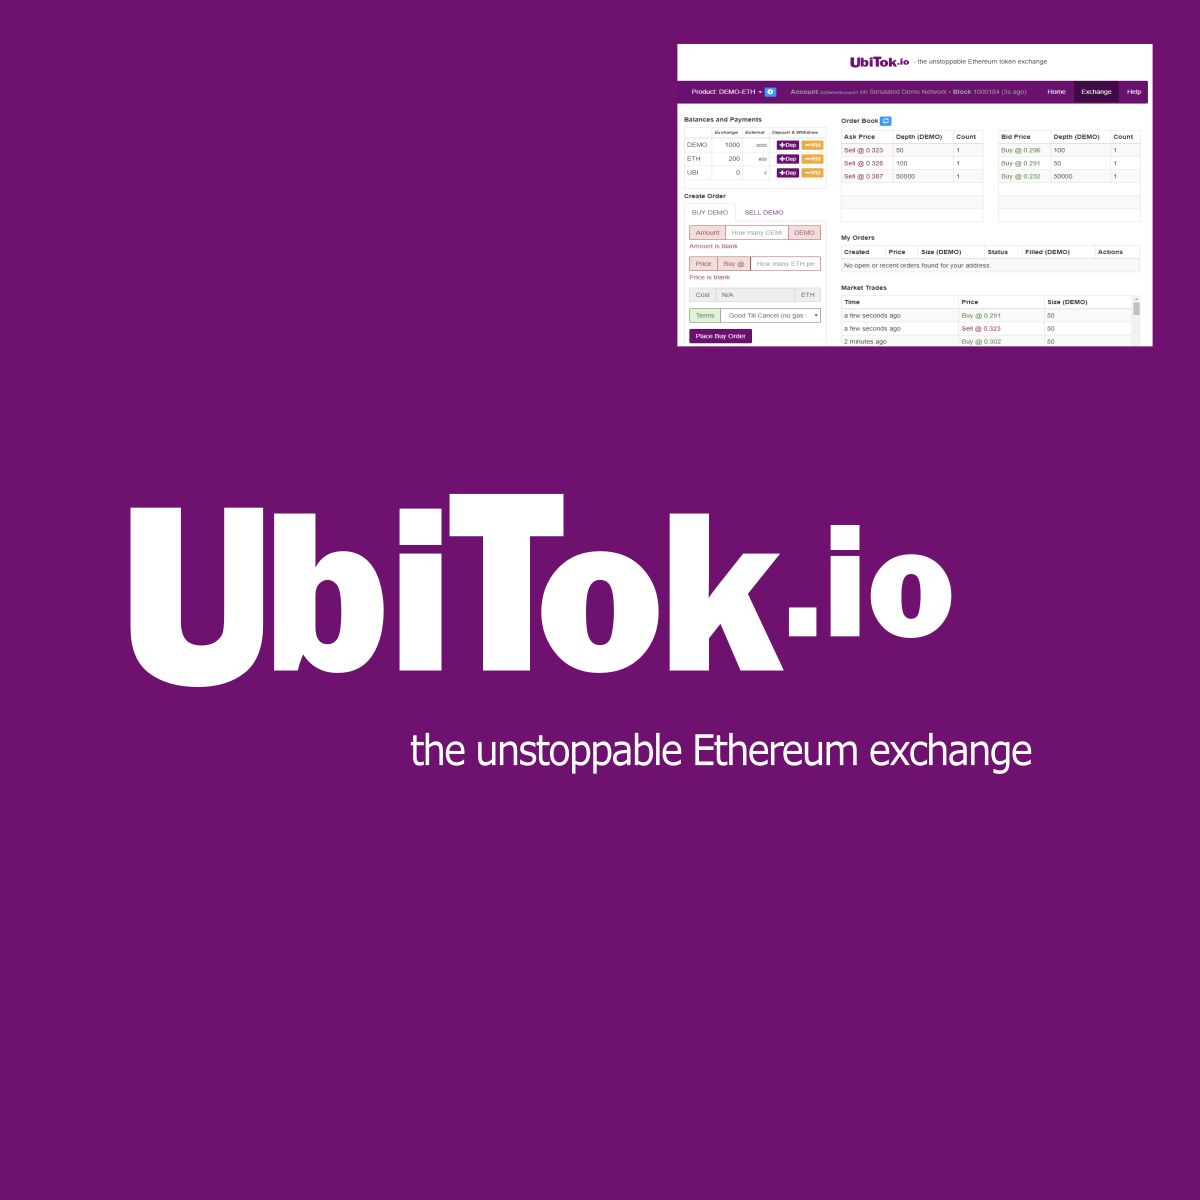 UbiTok.io - the unstoppable Ethereum token exchange
Product: DEMO-ETH Account on Simulated Demo Network - Block 1000184 (3s ago) Home Exchange Help
Balances and Payments
Exchange External Deposit & Withdraw
DEMO 1000 2000 Dep Wtd
ETH 200 600 Dep Wtd
UBI 0 0 Dep Wtd
Create Order
BUY DEMO SELL DEMO
Amount How many DEM DEMO
Amount is blank
Price Buy @ How many ETH pe
Price is blank
Cost N/A ETH
Terms Good Till Cancel (no gas
Place Buy Order
Order Book
Ask Price Depth (DEMO) Count
Sell @ 0.323 50 1
Sell @ 0.328 100 1
Sell @ 0.387 50000 1
Bid Price Depth (DEMO) Count
Buy @ 0.296 100 1
Buy @ 0.291 50 1
Buy @ 0.232 50000 1
My Orders
Created Price Size (DEMO) Status Filled (DEMO) Actions
No open or recent orders found for your address.
Market Trades
Time Price Size (DEMO)
a few seconds ago Buy @ 0.291 50
a few seconds ago Sell @ 0.323 50
2 minutes ago Buy @ 0.302 50
UbiTok.io
the unstoppable Ethereum exchange